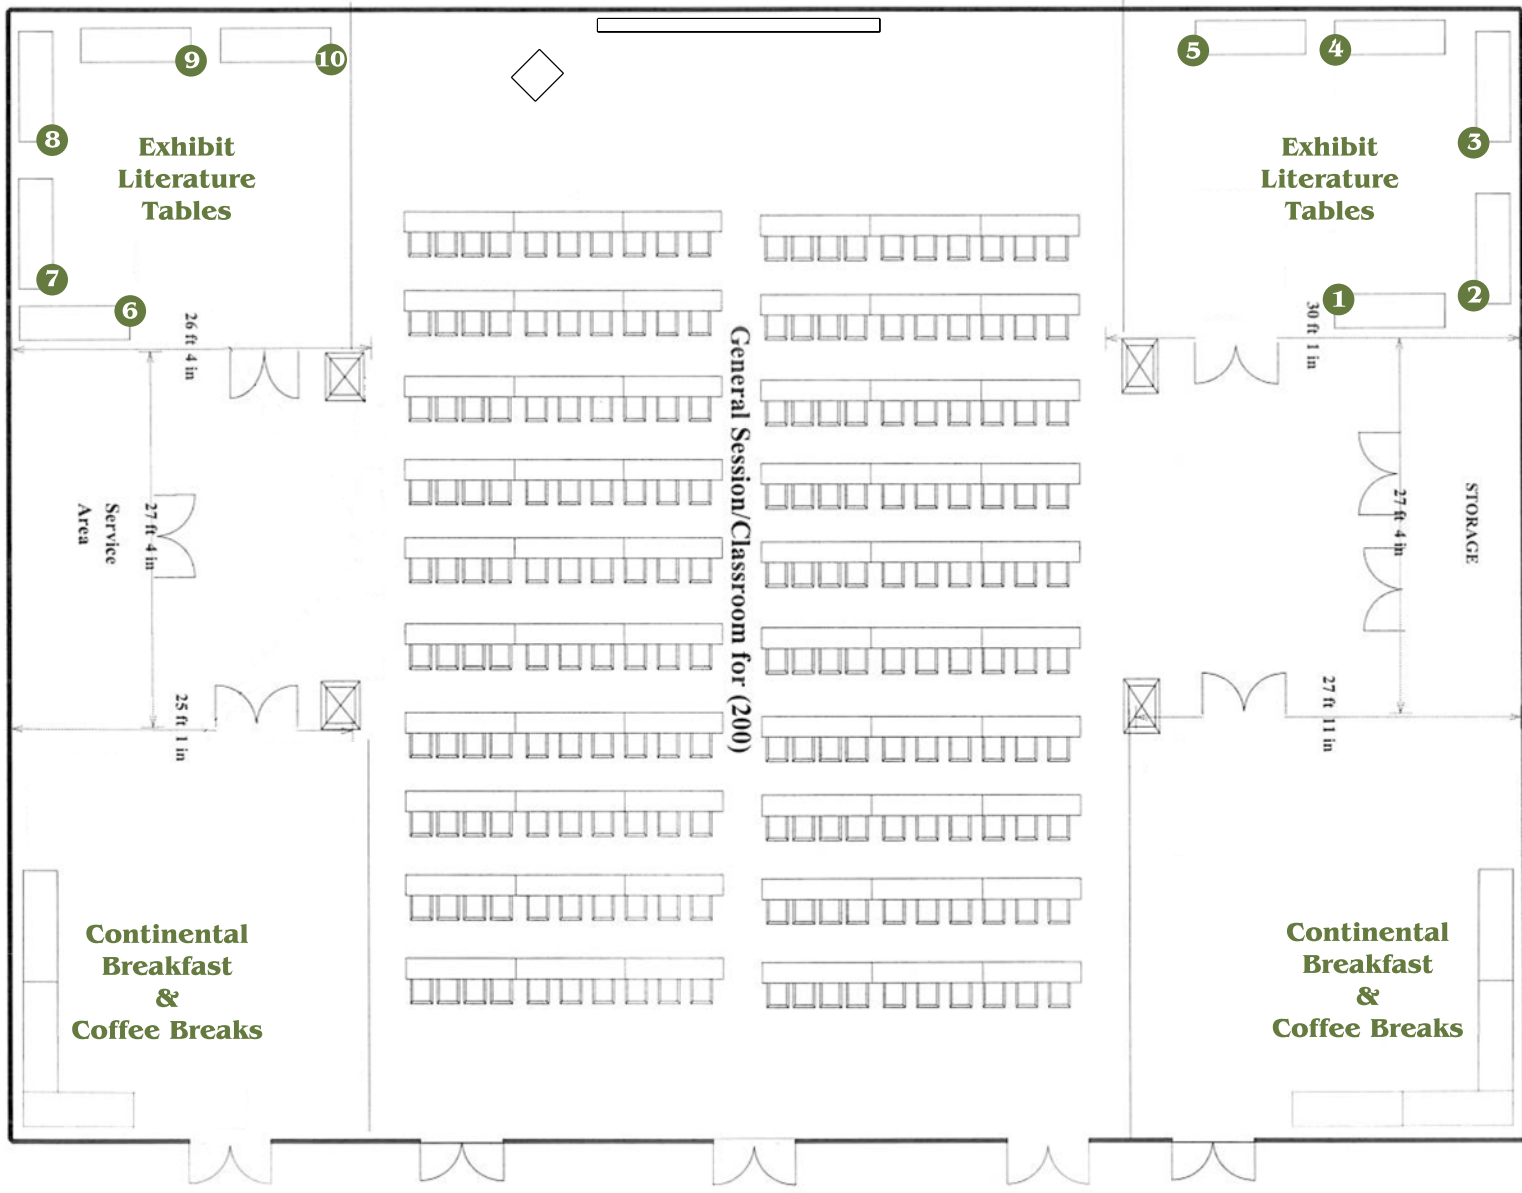 9
10
5
4
8
3
Exhibit
Literature
Tables
Exhibit
Literature
Tables
7
6
1
2
26 ft 4 in
30 ft 1 in
General Session/Classroom for (200)
Service
Area
27 ft 4 in
27 ft 4 in
STORAGE
25 ft 1 in
27 ft 11 in
Continental
Breakfast
&
Coffee Breaks
Continental
Breakfast
&
Coffee Breaks